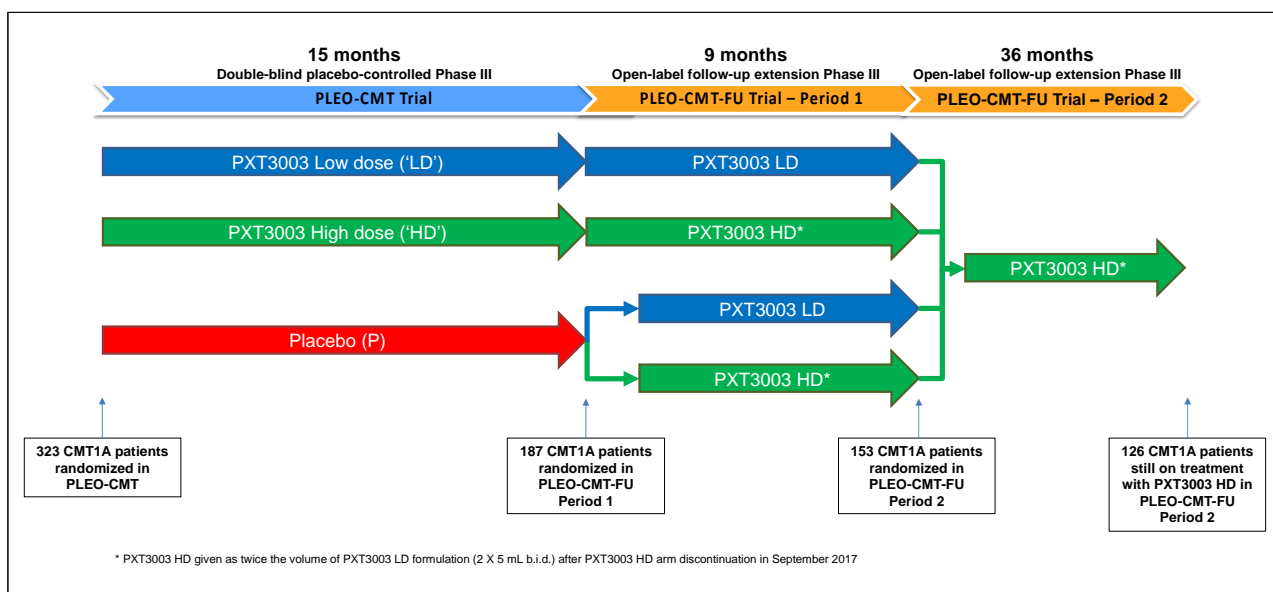 15 months
Double-blind placebo-controlled Phase III
PLEO-CMT Trial
9 months
Open-label follow-up extension Phase III
PLEO-CMT-FU Trial – Period 1
36 months
Open-label follow-up extension Phase III
PLEO-CMT-FU Trial – Period 2
PXT3003 Low dose ('LD')
PXT3003 LD
PXT3003 High dose ('HD')
PXT3003 HD*
PXT3003 HD*
PXT3003 LD
Placebo (P)
PXT3003 HD*
323 CMT1A patients
randomized in
PLEO-CMT
187 CMT1A patients
randomized in
PLEO-CMT-FU
Period 1
153 CMT1A patients
randomized in
PLEO-CMT-FU
Period 2
126 CMT1A patients
still on treatment
with PXT3003 HD in
PLEO-CMT-FU
Period 2
* PXT3003 HD given as twice the volume of PXT3003 LD formulation (2 X 5 mL b.i.d.) after PXT3003 HD arm discontinuation in September 2017